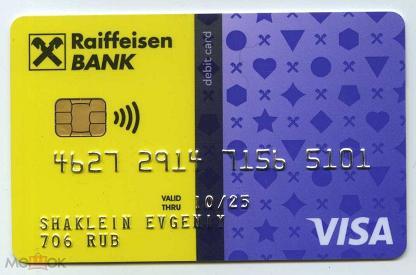 Raiffeisen
BANK
debit card
4627 2914 7156 5101
VALID
THRU
10/25
SHAKLEIN EVGENIY
706 RUB
VISA